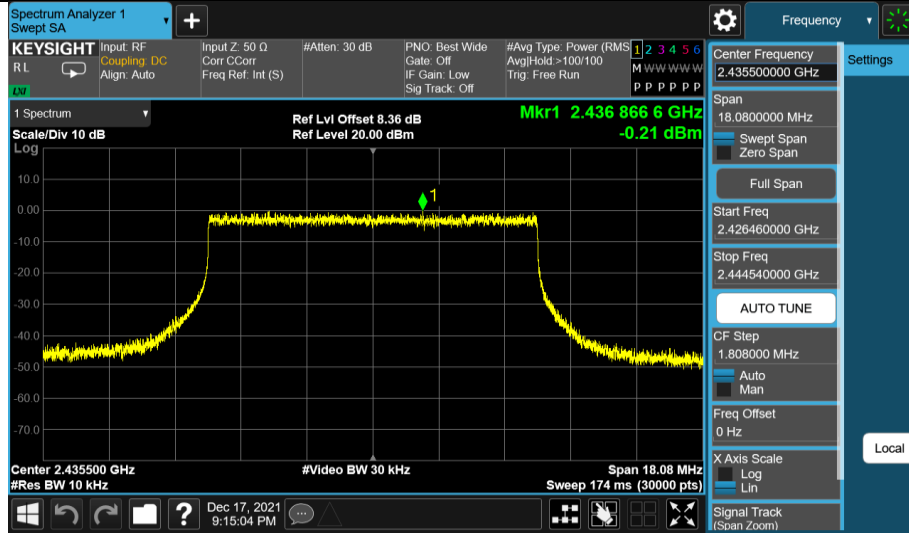 Spectrum Analyzer 1
Swept SA
+
Frequency
KEYSIGHT
R L
LXI
Input: RF
Coupling: DC
Align: Auto
Input Z: 50 Ω
Corr CCorr
Freq Ref: Int (S)
#Atten: 30 dB
PNO: Best Wide
Gate: Off
IF Gain: Low
Sig Track: Off
#Avg Type: Power (RMS
Avg|Hold:>100/100
Trig: Free Run
1 2 3 4 5 6
M W W W W W
P P P P P P
1 Spectrum
Scale/Div 10 dB
Log
Ref Lvl Offset 8.36 dB
Ref Level 20.00 dBm
Mkr1 2.436 866 6 GHz
-0.21 dBm
1
10.0
0.00
-10.0
-20.0
-30.0
-40.0
-50.0
-60.0
-70.0
Center 2.435500 GHz
#Video BW 30 kHz
Span 18.08 MHz
#Res BW 10 kHz
Sweep 174 ms (30000 pts)
Center Frequency
2.435500000 GHz
Span
18.0800000 MHz
Swept Span
Zero Span
Full Span
Start Freq
2.426460000 GHz
Stop Freq
2.444540000 GHz
AUTO TUNE
CF Step
1.808000 MHz
Auto
Man
Freq Offset
0 Hz
X Axis Scale
Log
Lin
Signal Track
(Span Zoom)
Settings
Local
?
Dec 17, 2021
9:15:04 PM